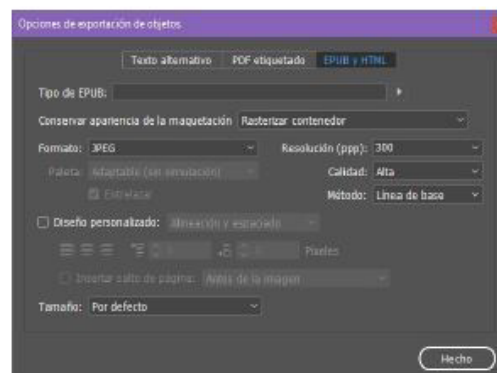 Opciones de exportación de objetos
Texto alternativo PDF etiquetado EPUB y HTML
Tipo de EPUB:
Conservar apariencia de la maquetación Rasterizar contenedor
Formato: JPEG Resolución (ppp): 300
Paleta: Adaptable (sin simulación) Calidad: Alta
Entrelazar Método: Línea de base
Diseño personalizado: Alineación y espaciado
Píxeles
Insertar salto de página: Antes de la imagen
Tamaño: Por defecto
Hecho